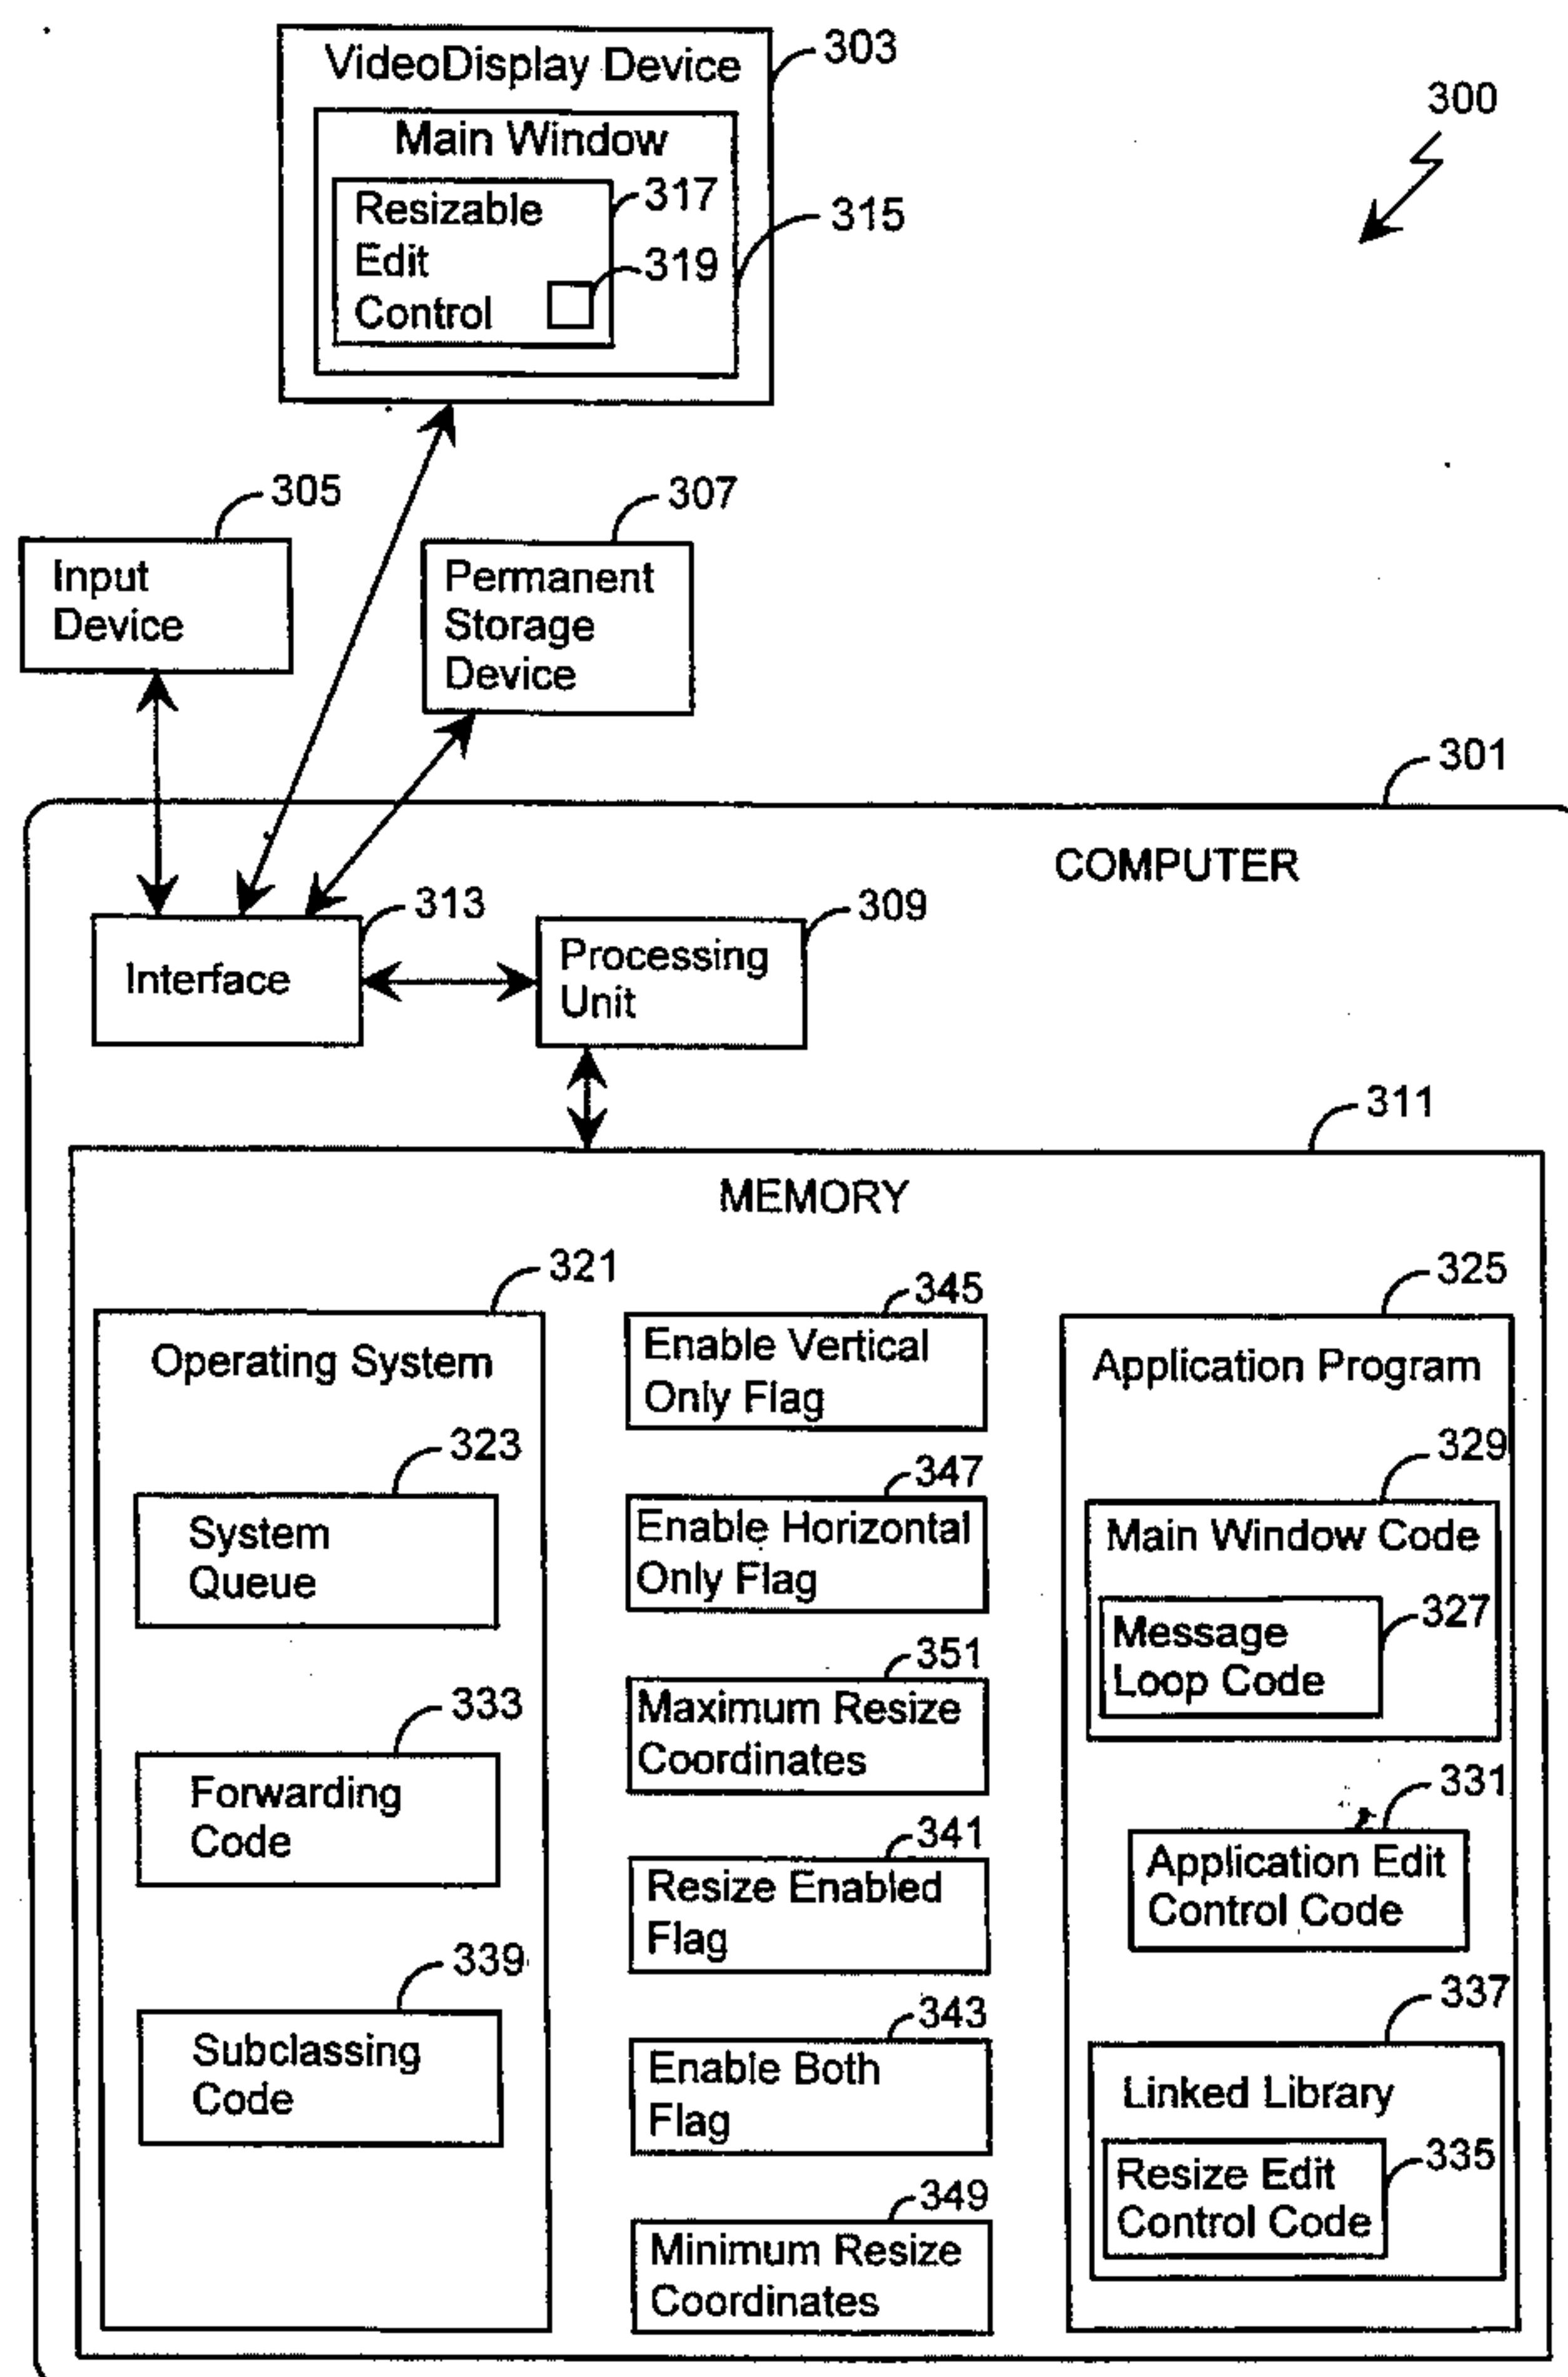 VideoDisplay Device
303
300
Main Window
Resizable
Edit
Control
317
315
319
305
307
Input
Device
Permanent
Storage
Device
301
COMPUTER
313
309
Interface
Processing
Unit
311
MEMORY
321
345
325
Operating System
Enable Vertical
Only Flag
Application Program
323
347
329
System
Queue
Enable Horizontal
Only Flag
Main Window Code
327
Message
Loop Code
333
351
Forwarding
Code
Maximum Resize
Coordinates
331
341
Application Edit
Control Code
Resize Enabled
Flag
339
343
337
Subclassing
Code
Enable Both
Flag
Linked Library
335
Resize Edit
Control Code
349
Minimum Resize
Coordinates